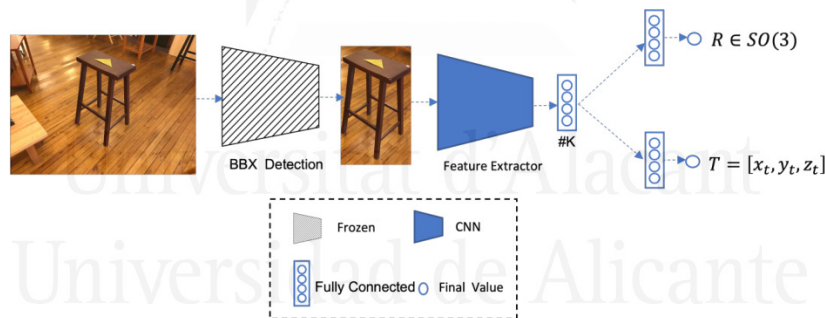 R ∈ SO(3)
BBX Detection
Feature Extractor
#K
T = [x_t, y_t, z_t]
Universitat d'Alacant
Frozen
CNN
Fully Connected
Final Value
Universidad de Alicante